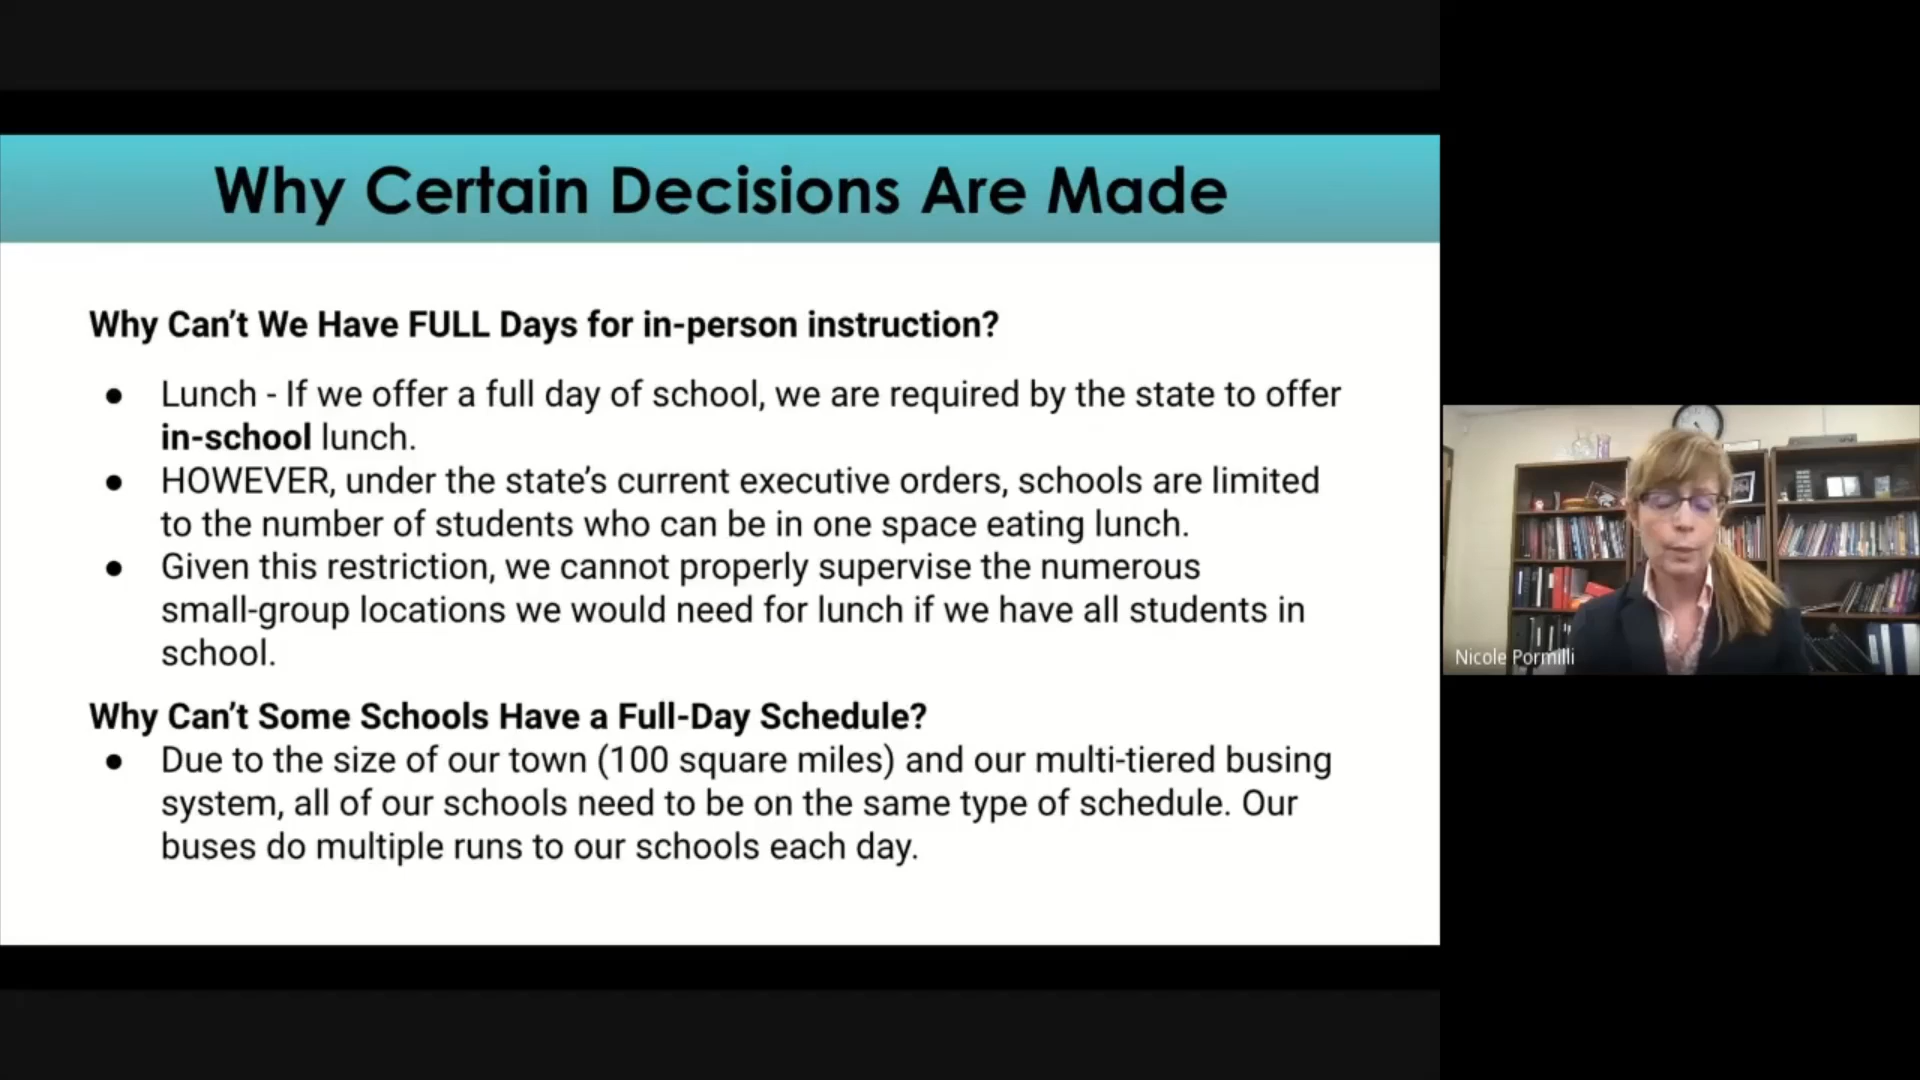 Why Certain Decisions Are Made
Why Can't We Have FULL Days for in-person instruction?
● Lunch - If we offer a full day of school, we are required by the state to offer
in-school lunch.
● HOWEVER, under the state's current executive orders, schools are limited
to the number of students who can be in one space eating lunch.
● Given this restriction, we cannot properly supervise the numerous
small-group locations we would need for lunch if we have all students in
school.
Why Can't Some Schools Have a Full-Day Schedule?
● Due to the size of our town (100 square miles) and our multi-tiered busing
system, all of our schools need to be on the same type of schedule. Our
buses do multiple runs to our schools each day.
Nicole Pormilli